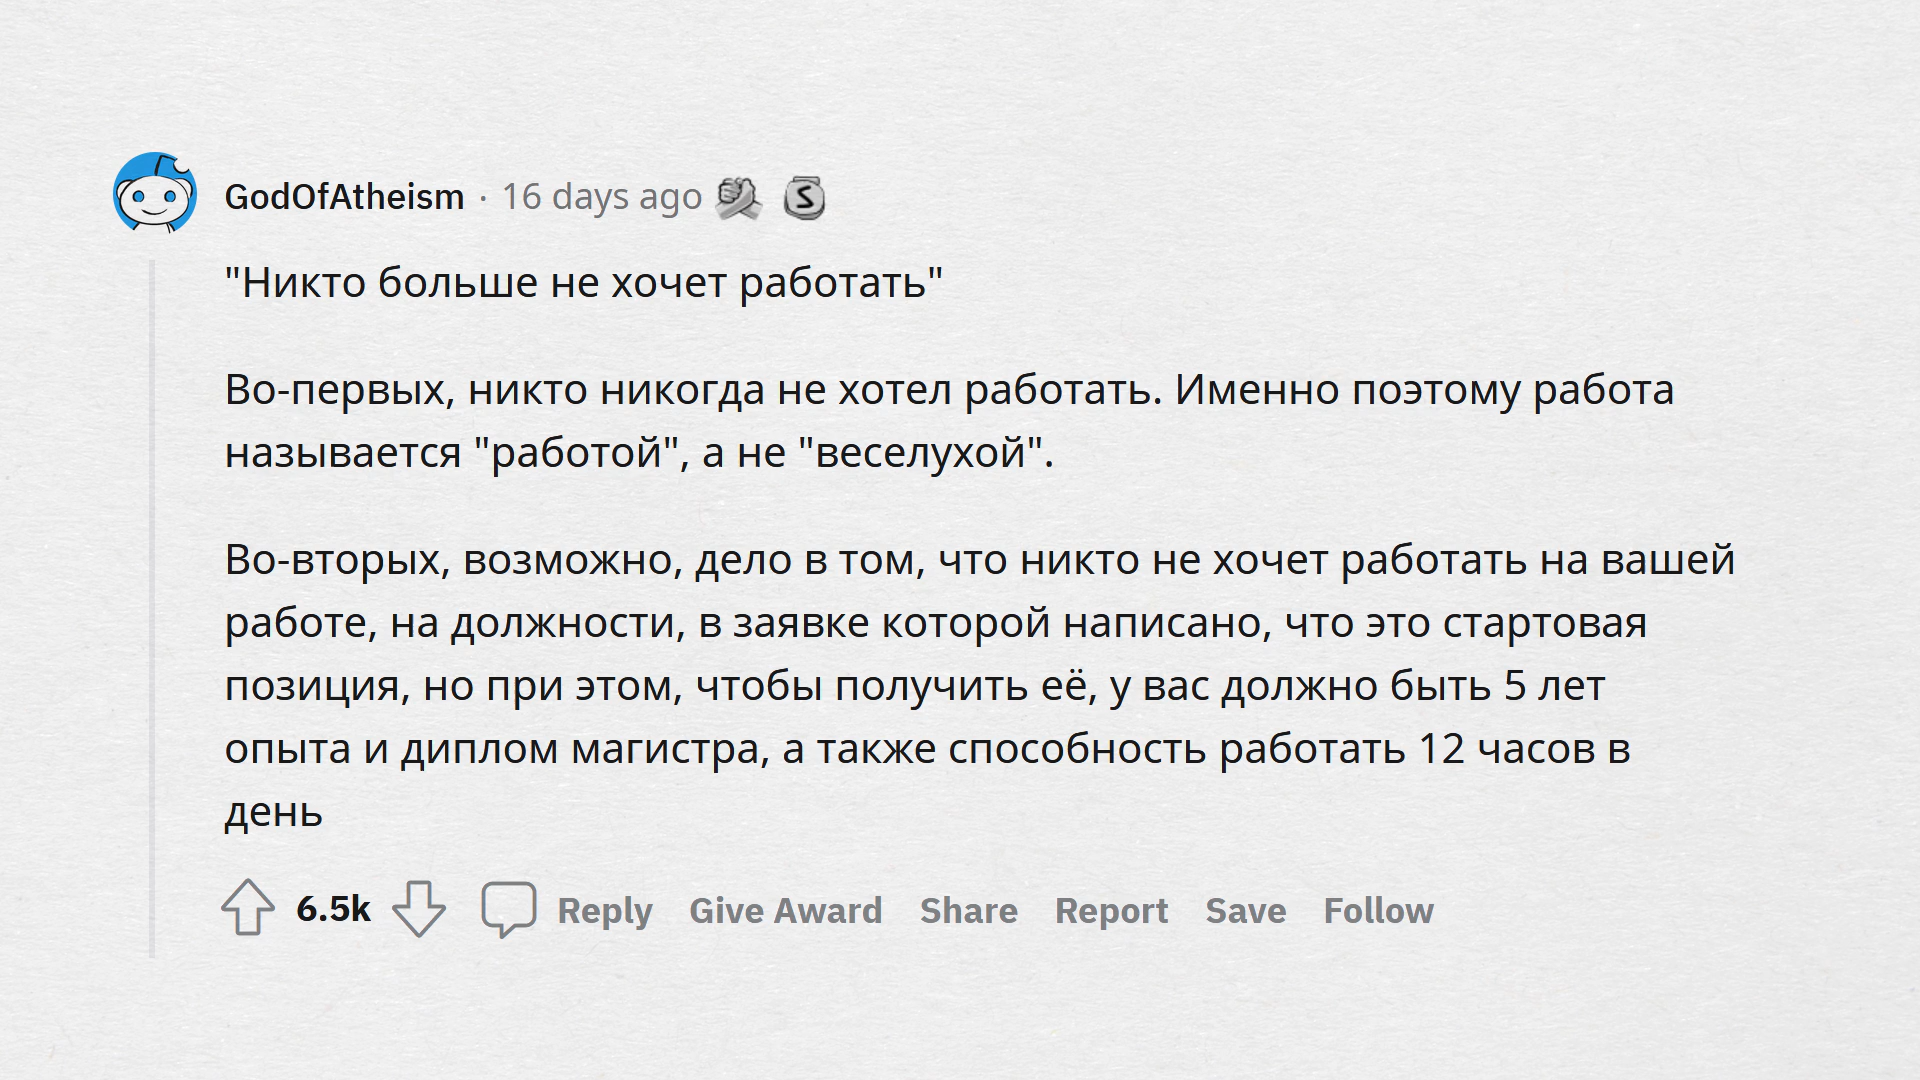 GodOfAtheism · 16 days ago
"Никто больше не хочет работать"
Во-первых, никто никогда не хотел работать. Именно поэтому работа
называется "работой", а не "веселухой".
Во-вторых, возможно, дело в том, что никто не хочет работать на вашей
работе, на должности, в заявке которой написано, что это стартовая
позиция, но при этом, чтобы получить её, у вас должно быть 5 лет
опыта и диплом магистра, а также способность работать 12 часов в
день
6.5k Reply Give Award Share Report Save Follow